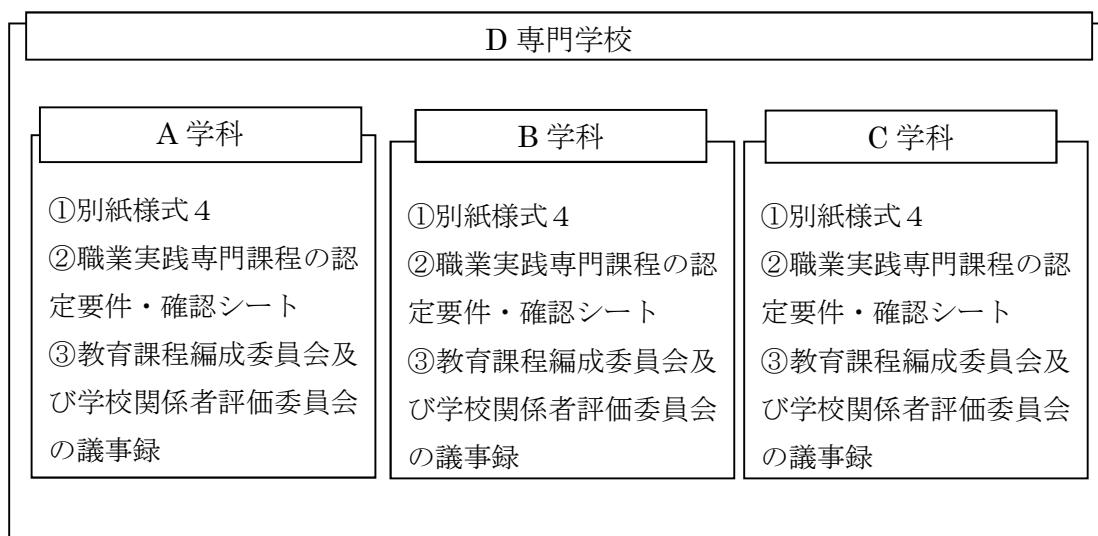 D 専門学校
A 学科
①別紙様式４
②職業実践専門課程の認
定要件・確認シート
③教育課程編成委員会及
び学校関係者評価委員会
の議事録
B 学科
①別紙様式４
②職業実践専門課程の認
定要件・確認シート
③教育課程編成委員会及
び学校関係者評価委員会
の議事録
C 学科
①別紙様式４
②職業実践専門課程の認
定要件・確認シート
③教育課程編成委員会及
び学校関係者評価委員会
の議事録